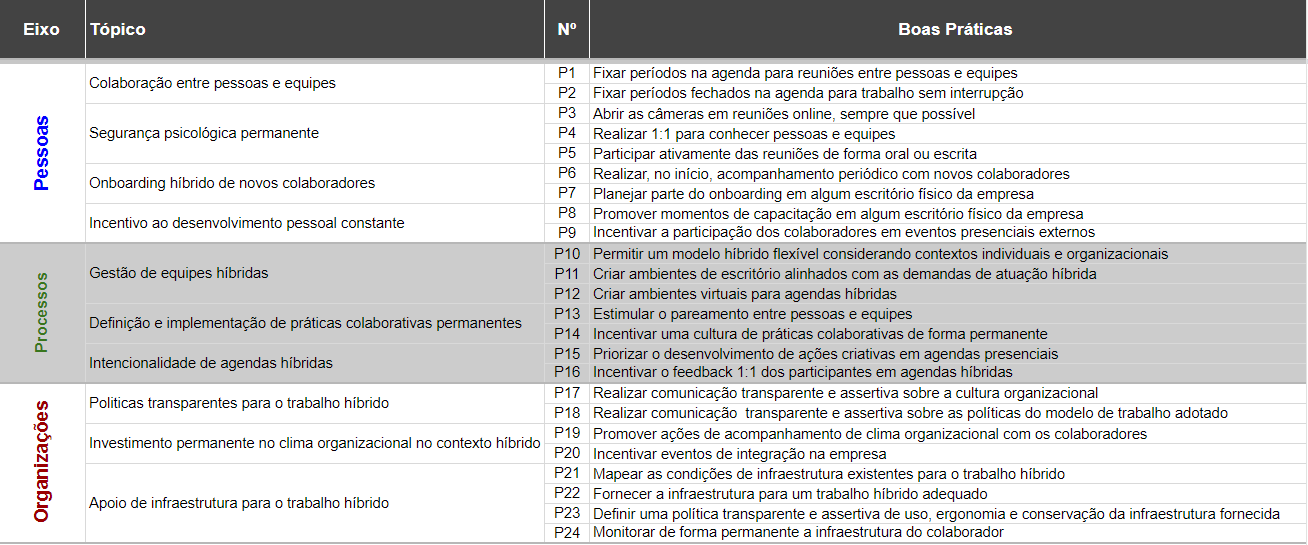 Eixo Tópico Nº Boas Práticas
Pessoas
Colaboração entre pessoas e equipes
P1 Fixar períodos na agenda para reuniões entre pessoas e equipes
P2 Fixar períodos fechados na agenda para trabalho sem interrupção
Segurança psicológica permanente
P3 Abrir as câmeras em reuniões online, sempre que possível
P4 Realizar 1:1 para conhecer pessoas e equipes
P5 Participar ativamente das reuniões de forma oral ou escrita
Onboarding híbrido de novos colaboradores
P6 Realizar, no início, acompanhamento periódico com novos colaboradores
P7 Planejar parte do onboarding em algum escritório físico da empresa
Incentivo ao desenvolvimento pessoal constante
P8 Promover momentos de capacitação em algum escritório físico da empresa
P9 Incentivar a participação dos colaboradores em eventos presenciais externos
Processos
Gestão de equipes híbridas
P10 Permitir um modelo híbrido flexível considerando contextos individuais e organizacionais
P11 Criar ambientes de escritório alinhados com as demandas de atuação híbrida
P12 Criar ambientes virtuais para agendas híbridas
Definição e implementação de práticas colaborativas permanentes
P13 Estimular o pareamento entre pessoas e equipes
P14 Incentivar uma cultura de práticas colaborativas de forma permanente
Intencionalidade de agendas híbridas
P15 Priorizar o desenvolvimento de ações criativas em agendas presenciais
P16 Incentivar o feedback 1:1 dos participantes em agendas híbridas
Organizações
Politicas transparentes para o trabalho híbrido
P17 Realizar comunicação transparente e assertiva sobre a cultura organizacional
P18 Realizar comunicação transparente e assertiva sobre as políticas do modelo de trabalho adotado
Investimento permanente no clima organizacional no contexto híbrido
P19 Promover ações de acompanhamento de clima organizacional com os colaboradores
P20 Incentivar eventos de integração na empresa
Apoio de infraestrutura para o trabalho híbrido
P21 Mapear as condições de infraestrutura existentes para o trabalho híbrido
P22 Fornecer a infraestrutura para um trabalho híbrido adequado
P23 Definir uma política transparente e assertiva de uso, ergonomia e conservação da infraestrutura fornecida
P24 Monitorar de forma permanente a infraestrutura do colaborador